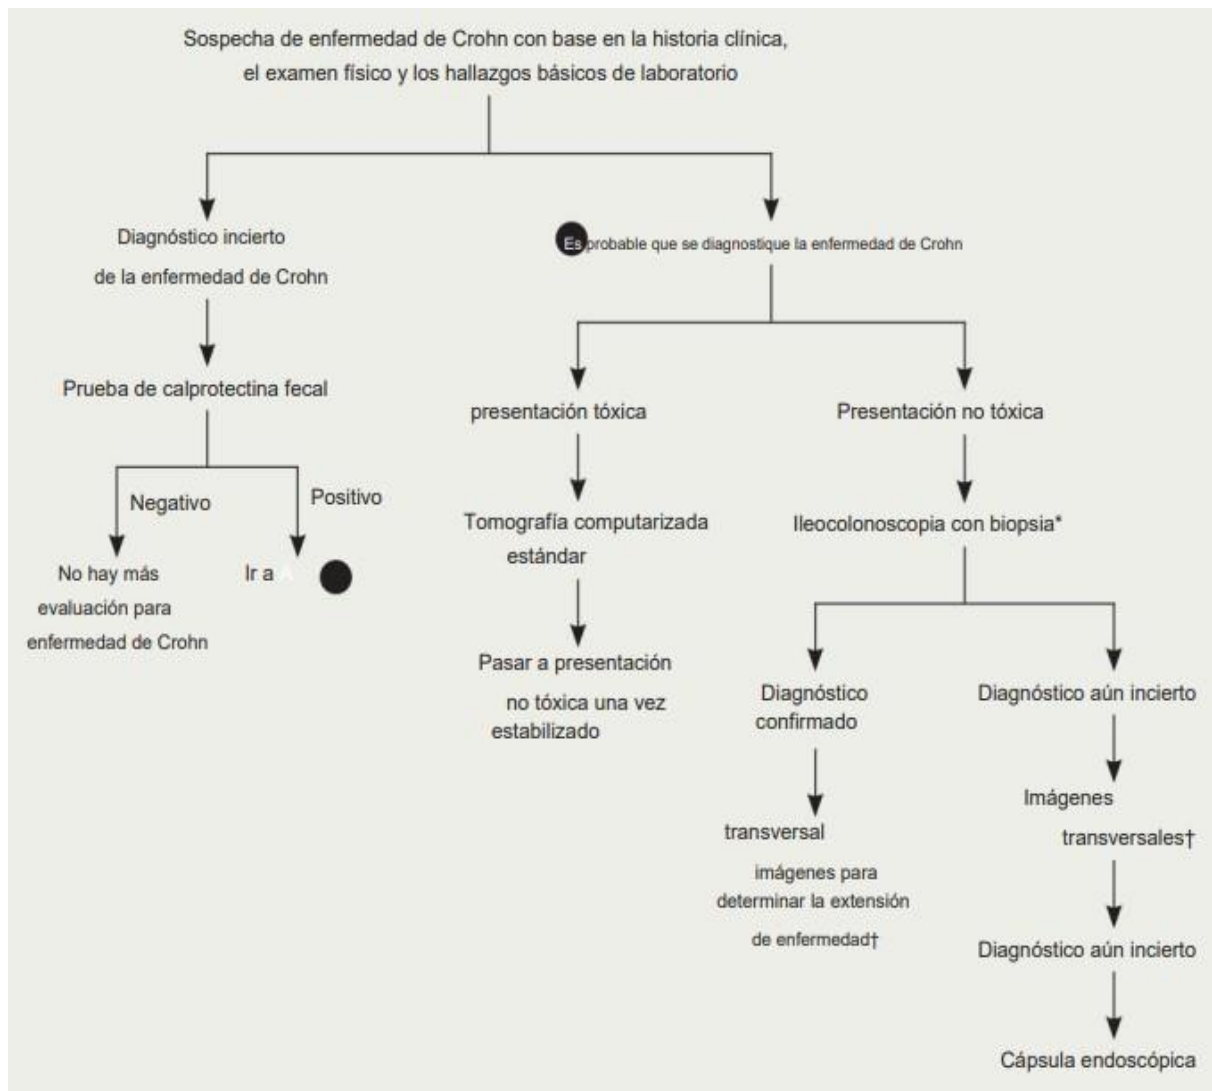 Sospecha de enfermedad de Crohn con base en la historia clínica,
el examen físico y los hallazgos básicos de laboratorio
Diagnóstico incierto
de la enfermedad de Crohn
Es probable que se diagnostique la enfermedad de Crohn
Prueba de calprotectina fecal
Negativo
Positivo
No hay más
evaluación para
enfermedad de Crohn
Ir a A
presentación tóxica
Tomografía computarizada
estándar
Pasar a presentación
no tóxica una vez
estabilizado
Presentación no tóxica
Ileocolonoscopia con biopsia*
Diagnóstico
confirmado
transversal
imágenes para
determinar la extensión
de enfermedad†
Diagnóstico aún incierto
Imágenes
transversales†
Diagnóstico aún incierto
Cápsula endoscópica